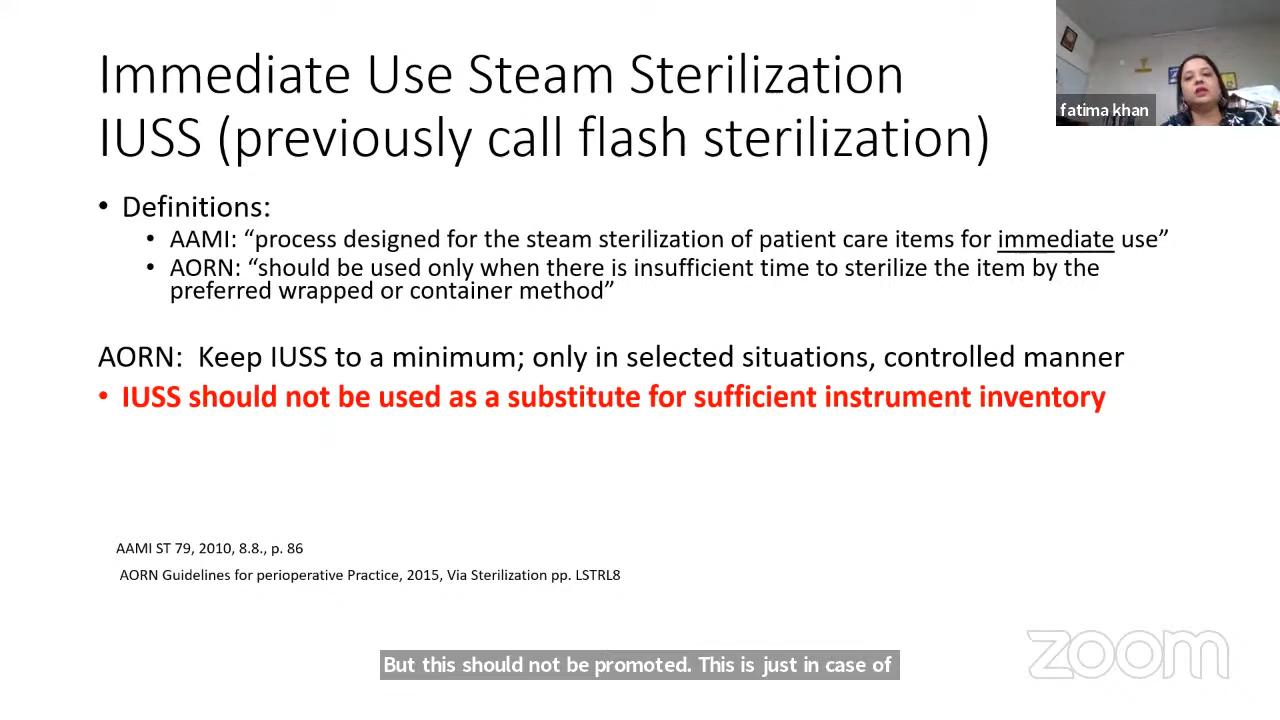 Immediate Use Steam Sterilization
IUSS (previously call flash sterilization)
fatima khan
• Definitions:
• AAMI: “process designed for the steam sterilization of patient care items for immediate use”
• AORN: “should be used only when there is insufficient time to sterilize the item by the
preferred wrapped or container method”
AORN: Keep IUSS to a minimum; only in selected situations, controlled manner
• IUSS should not be used as a substitute for sufficient instrument inventory
AAMI ST 79, 2010, 8.8., p. 86
AORN Guidelines for perioperative Practice, 2015, Via Sterilization pp. LSTRL8
But this should not be promoted. This is just in case of
zoom